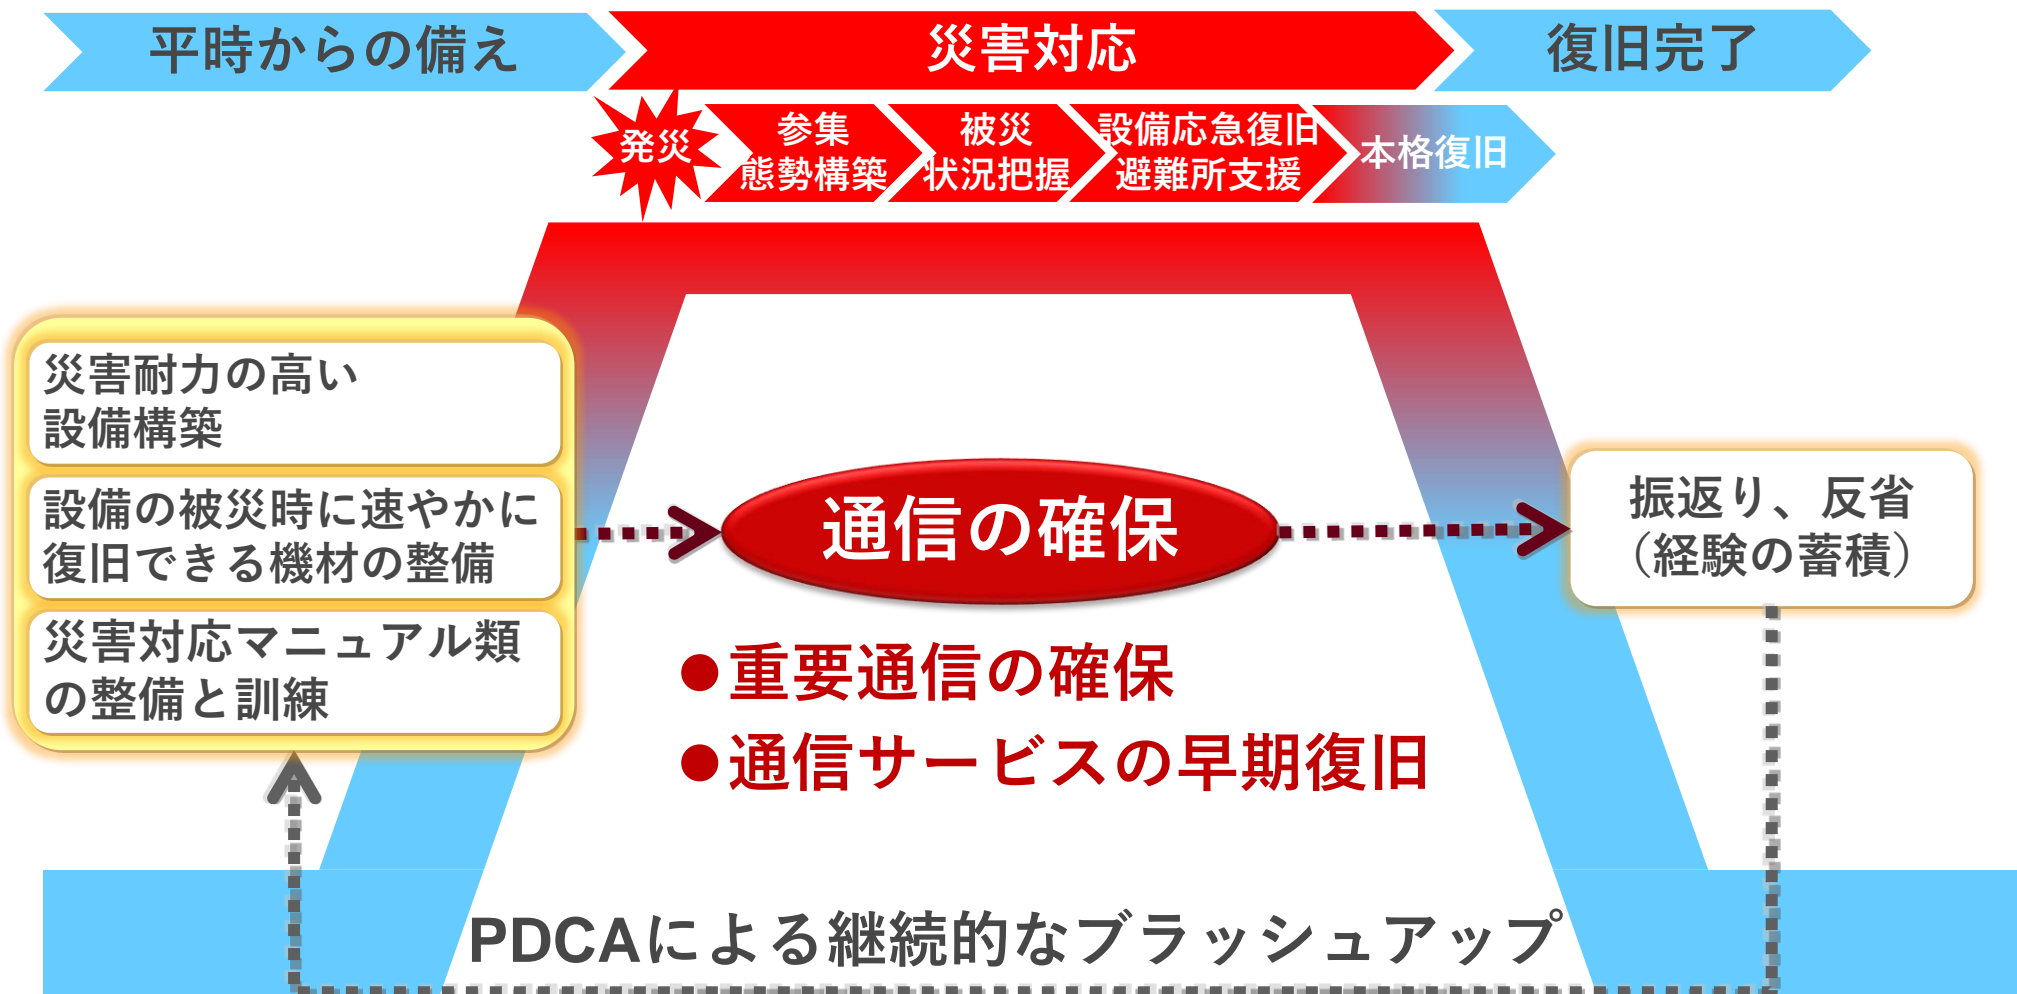 平時からの備え
災害対応
復旧完了
発災
参集
態勢構築
被災
状況把握
設備応急復旧
避難所支援
本格復旧
災害耐力の高い
設備構築
設備の被災時に速やかに
復旧できる機材の整備
災害対応マニュアル類
の整備と訓練
通信の確保
●重要通信の確保
●通信サービスの早期復旧
振返り、反省
（経験の蓄積）
PDCAによる継続的なブラッシュアップ